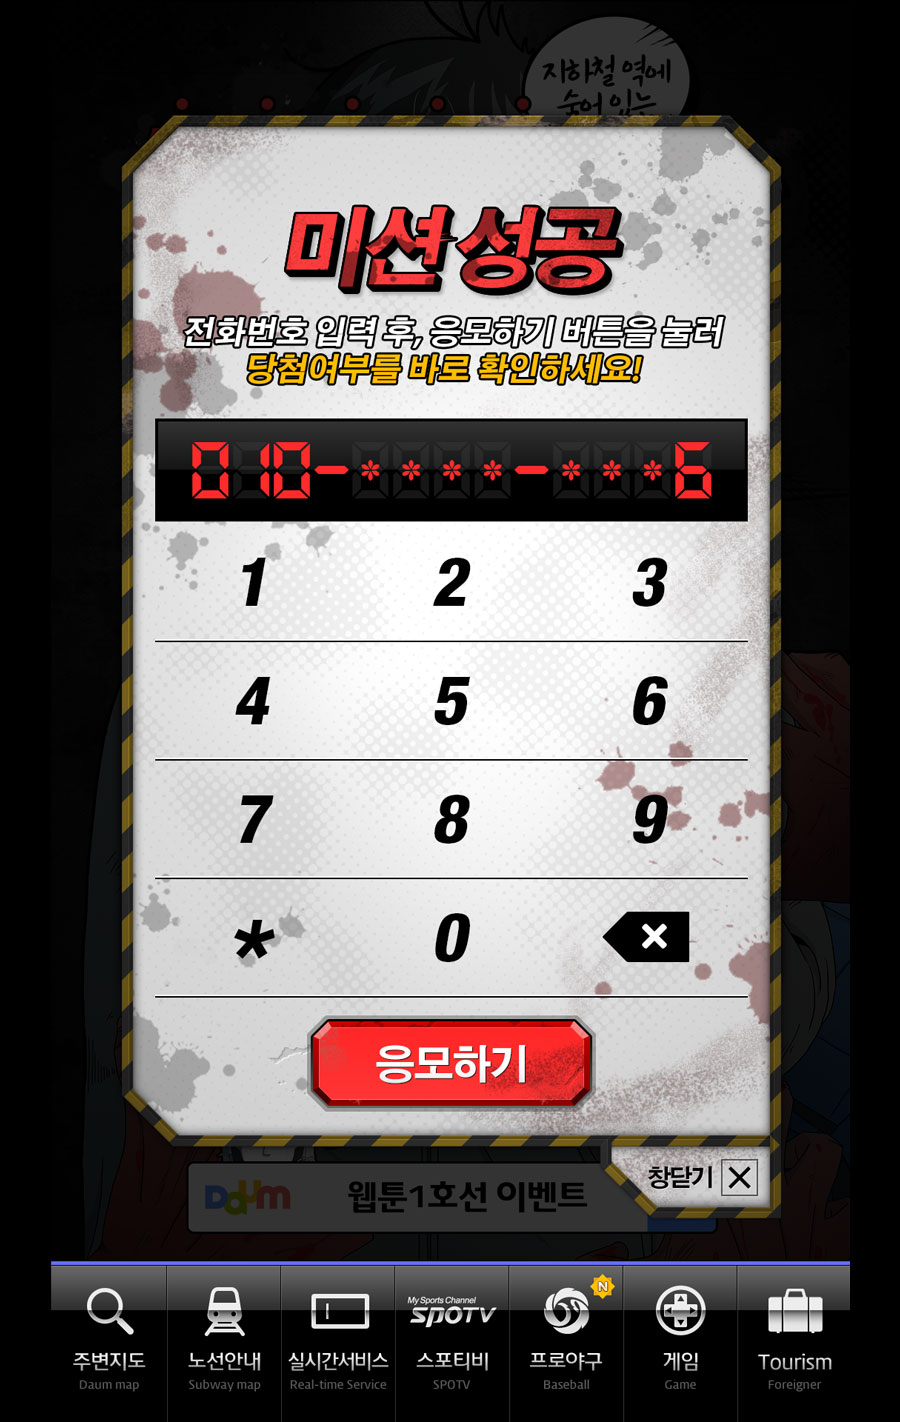 지하철 역에
숨어 있는
미션 성공
전화번호 입력 후, 응모하기 버튼을 눌러
당첨여부를 바로 확인하세요!
010-****-***6
1 2 3
4 5 6
7 8 9
* 0 ×
응모하기
창닫기 ×
Daum 웹툰1호선 이벤트
My Sports Channel
SPOTV
N
주변지도 노선안내 실시간서비스 스포티비 프로야구 게임 Tourism
Daum map Subway map Real-time Service SPOTV Baseball Game Foreigner